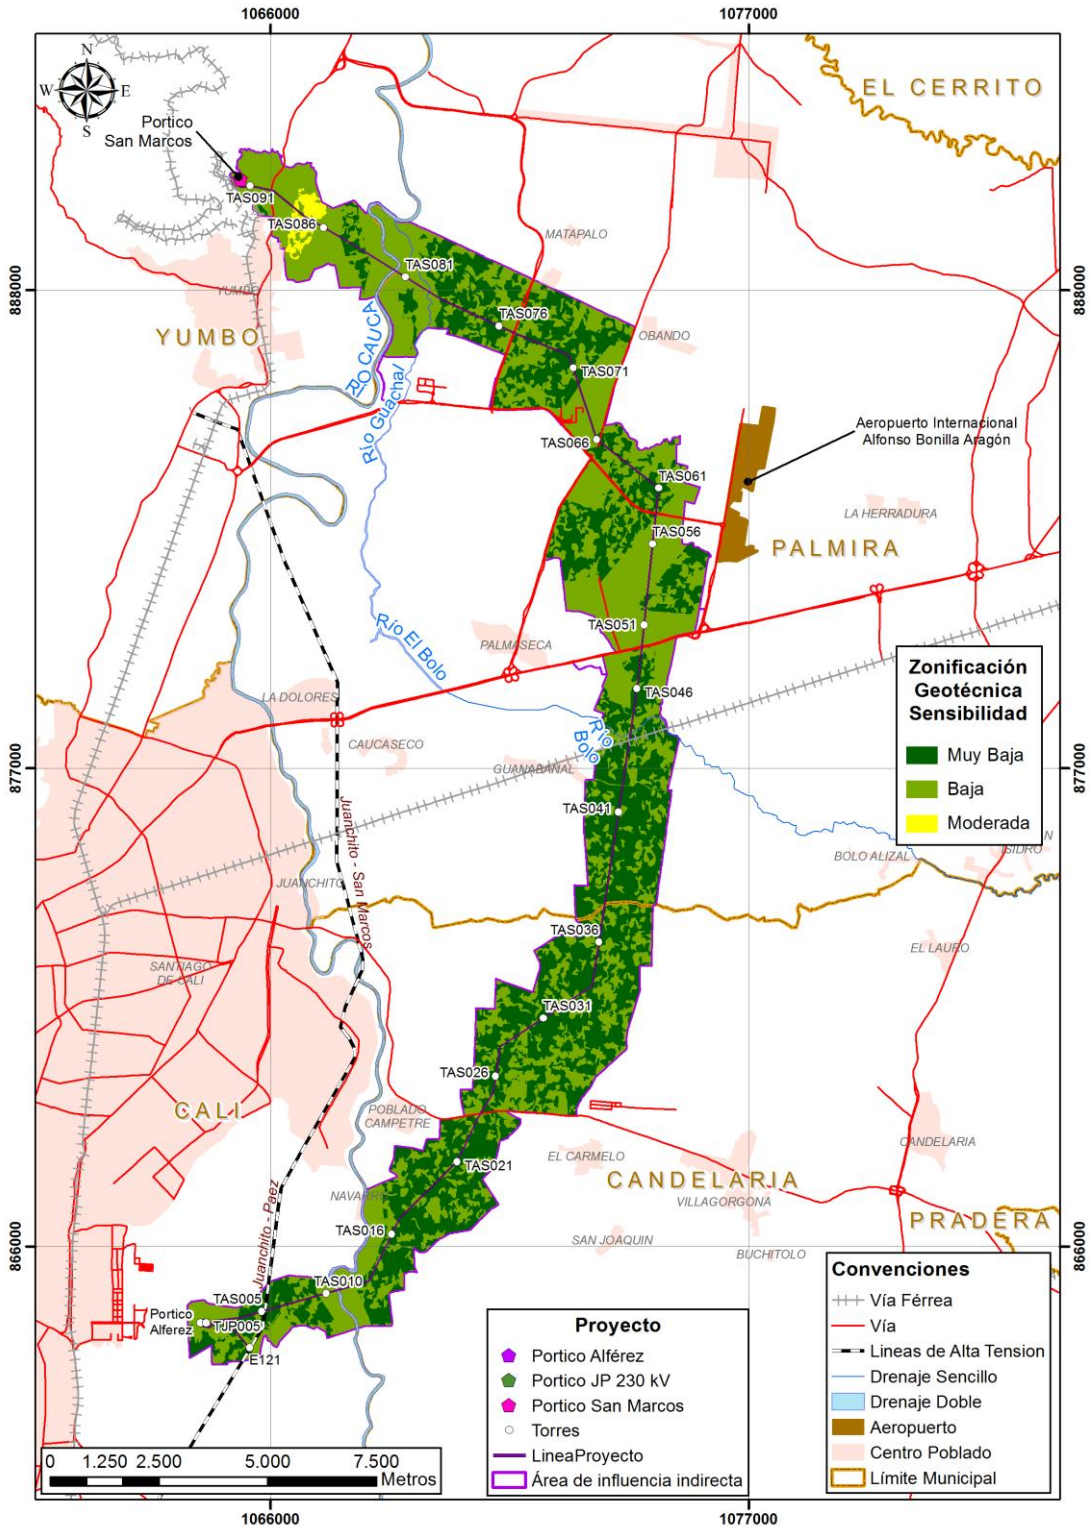 1066000
1077000
N
W E
S
EL CERRITO
Portico
San Marcos
TAS091
TAS086
MATAPALO
TAS081
888000
888000
YUMBO
TAS076
YUMBO
RÍO CAUCA
OBANDO
Río Guachal
TAS071
TAS066
Aeropuerto Internacional
Alfonso Bonilla Aragón
TAS061
LA HERRADURA
TAS056
PALMIRA
TAS051
Río El Bolo
PALMASECA
Zonificación
Geotécnica
Sensibilidad
Muy Baja
Baja
Moderada
TAS046
LA DOLORES
Río
Bolo
CAUCASECO
877000
877000
GUANABANAL
Juanchito - San Marcos
TAS041
BOLO ALIZAL
ISIDRO
JUANCHITO
TAS036
EL LAURO
SANTIAGO
DE CALI
TAS031
TAS026
CALI
POBLADO
CAMPETRE
CANDELARIA
EL CARMELO
TAS021
CANDELARIA
VILLAGORGONA
NAVARRO
Juanchito - Paez
PRADERA
TAS016
SAN JOAQUIN
BUCHITOLO
866000
866000
TAS010
TAS005
Portico
Alferez
TJP005
E121
Proyecto
Portico Alférez
Portico JP 230 kV
Portico San Marcos
Torres
LineaProyecto
Área de influencia indirecta
Convenciones
Vía Férrea
Vía
Lineas de Alta Tension
Drenaje Sencillo
Drenaje Doble
Aeropuerto
Centro Poblado
Límite Municipal
0 1.250 2.500 5.000 7.500
Metros
1066000
1077000